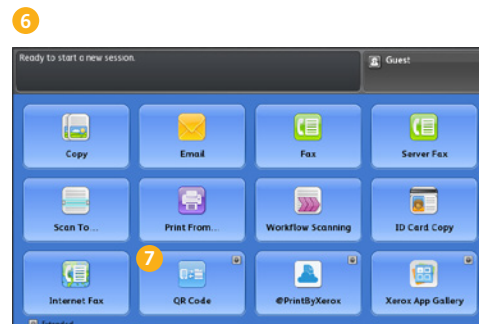 6
Ready to start a new session.
Guest
Copy
Email
Fax
Server Fax
Scan To ...
Print From...
Workflow Scanning
ID Card Copy
7
Internet Fax
QR Code
@PrintByXerox
Xerox App Gallery
Extended